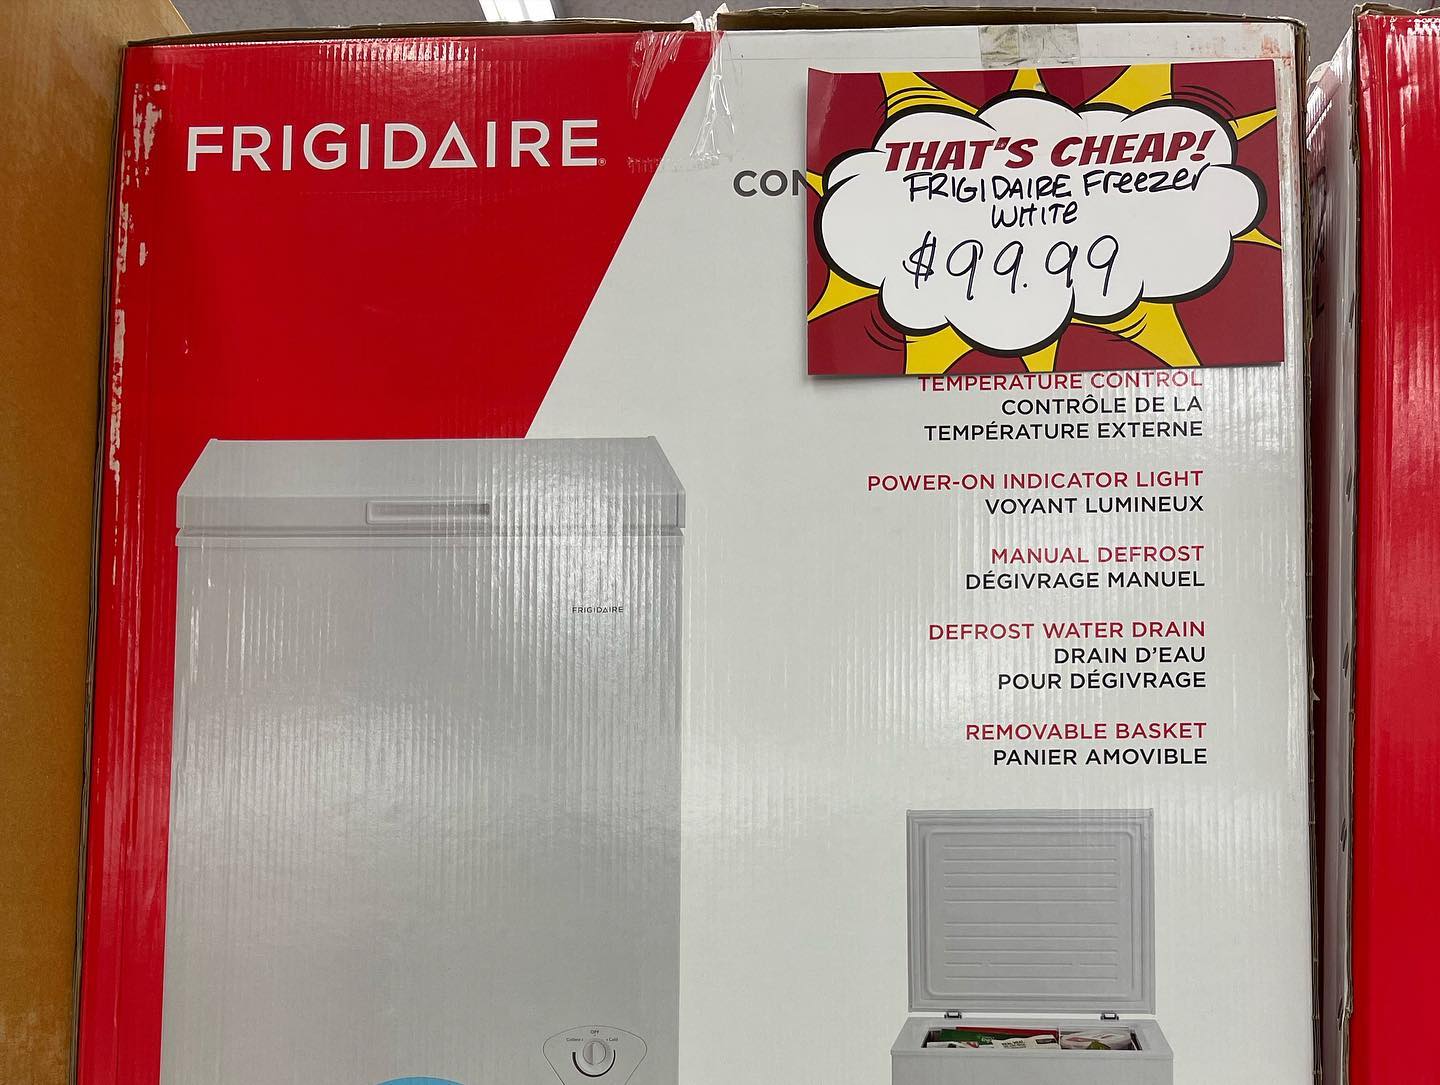 FRIGIDAIRE
THAT'S CHEAP!
FRIGIDAIRE Freezer
WHITE
$99.99
TEMPERATURE CONTROL
CONTRÔLE DE LA
TEMPÉRATURE EXTERNE
POWER-ON INDICATOR LIGHT
VOYANT LUMINEUX
MANUAL DEFROST
DÉGIVRAGE MANUEL
DEFROST WATER DRAIN
DRAIN D'EAU
POUR DÉGIVRAGE
REMOVABLE BASKET
PANIER AMOVIBLE
FRIGIDAIRE
OFF
Coldest
Cold